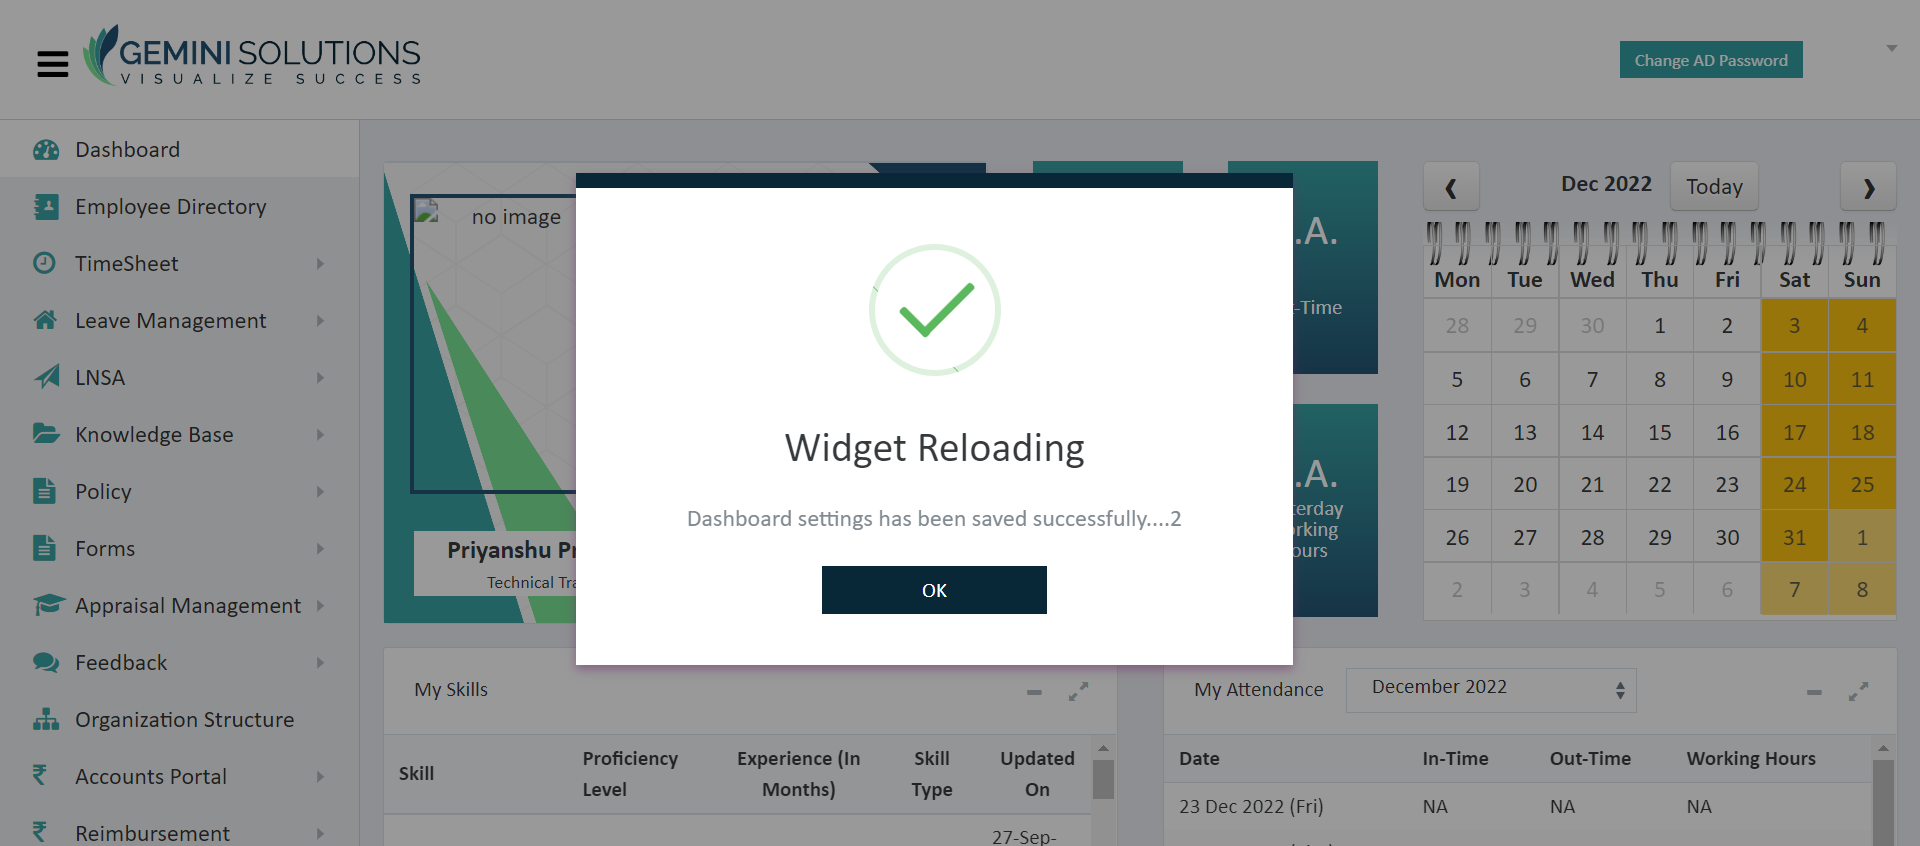 GEMINI SOLUTIONS
VISUALIZE SUCCESS
Change AD Password
Dashboard
Employee Directory
TimeSheet
Leave Management
LNSA
Knowledge Base
Policy
Forms
Appraisal Management
Feedback
Organization Structure
Accounts Portal
Reimbursement
no image
Priyanshu
Technical
.A.
-Time
.A.
Widget Reloading
Dashboard settings has been saved successfully....2
OK
Dec 2022
Today
Mon Tue Wed Thu Fri Sat Sun
28 29 30 1 2 3 4
5 6 7 8 9 10 11
12 13 14 15 16 17 18
19 20 21 22 23 24 25
26 27 28 29 30 31 1
2 3 4 5 6 7 8
My Skills
Skill
Proficiency Level
Experience (In Months)
Skill Type
Updated On
27-Sep-
My Attendance
December 2022
Date In-Time Out-Time Working Hours
23 Dec 2022 (Fri) NA NA NA